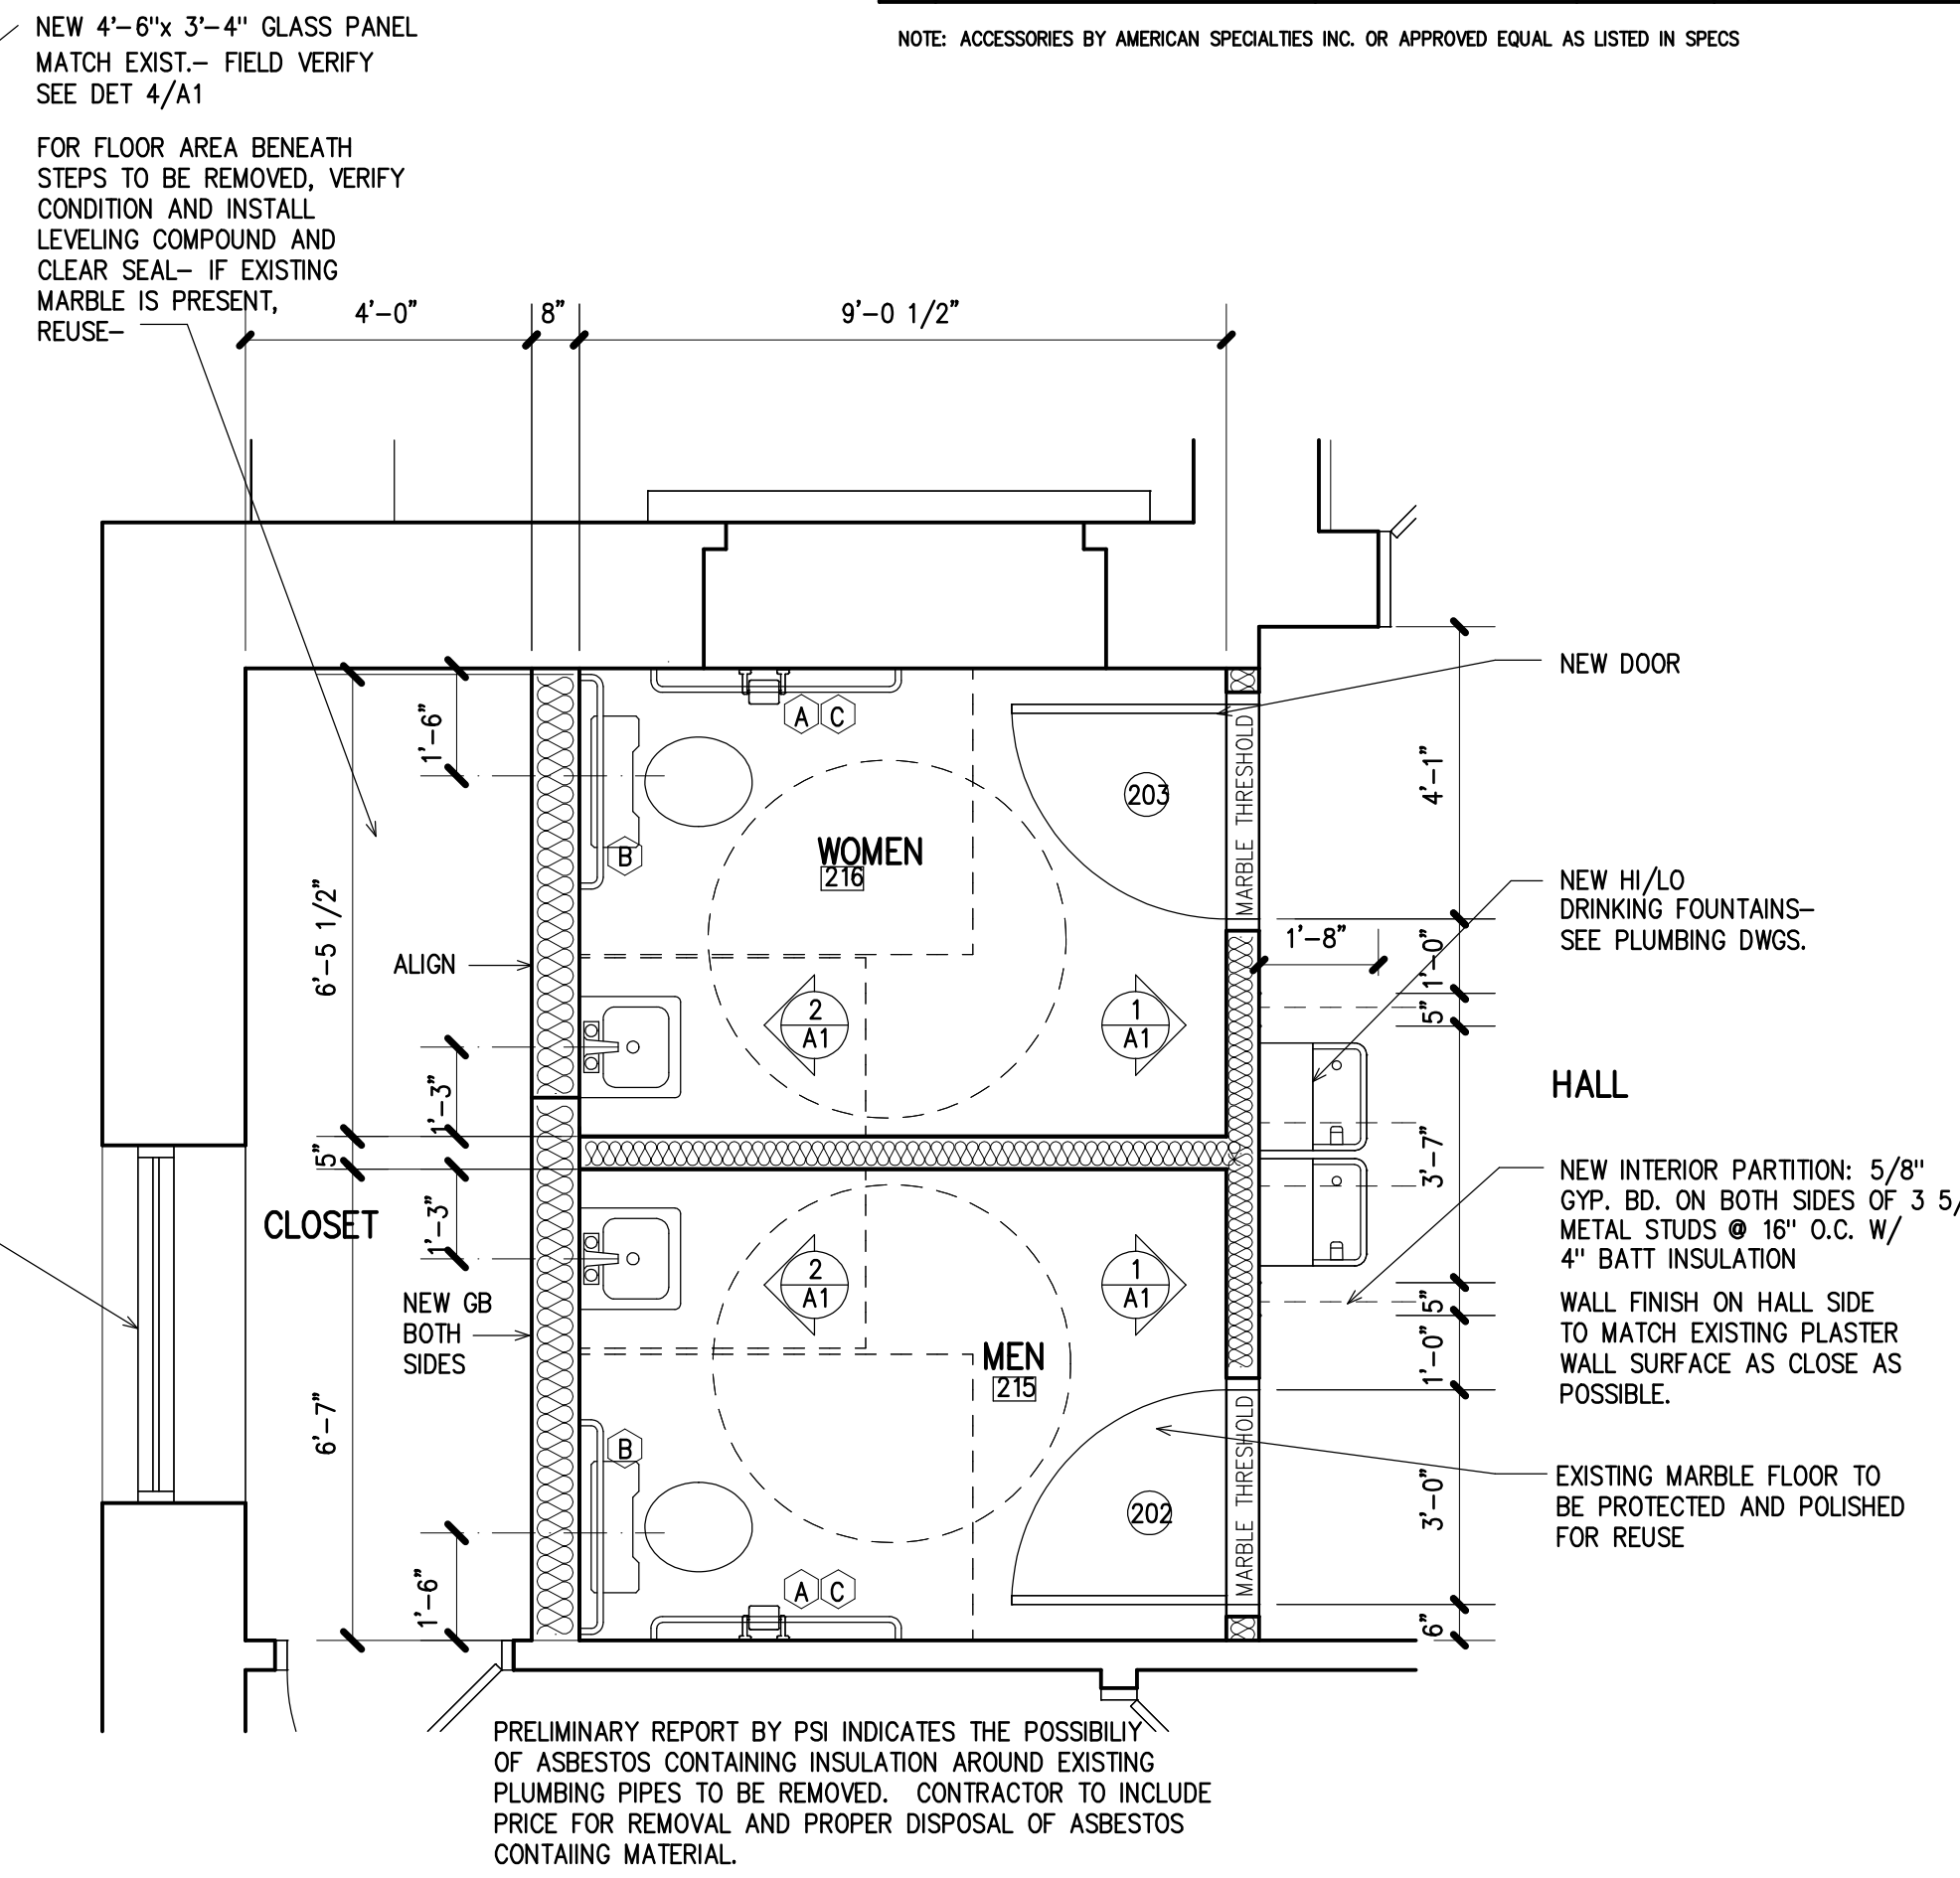 NEW 4'-6"x 3'-4" GLASS PANEL
MATCH EXIST.- FIELD VERIFY
SEE DET 4/A1
NOTE: ACCESSORIES BY AMERICAN SPECIALTIES INC. OR APPROVED EQUAL AS LISTED IN SPECS
FOR FLOOR AREA BENEATH
STEPS TO BE REMOVED, VERIFY
CONDITION AND INSTALL
LEVELING COMPOUND AND
CLEAR SEAL- IF EXISTING
MARBLE IS PRESENT,
REUSE-
4'-0"
8"
9'-0 1/2"
1'-6"
6'-5 1/2"
ALIGN
1'-3"
5"
1'-3"
CLOSET
NEW GB
BOTH
SIDES
6'-7"
1'-6"
A
C
B
WOMEN
216
203
MARBLE THRESHOLD
2
A1
1
A1
2
A1
1
A1
MEN
215
B
A
C
202
MARBLE THRESHOLD
NEW DOOR
4'-1"
1'-8"
1'-0"
5"
3'-7"
5"
1'-0"
3'-0"
6"
NEW HI/LO
DRINKING FOUNTAINS-
SEE PLUMBING DWGS.
HALL
NEW INTERIOR PARTITION: 5/8"
GYP. BD. ON BOTH SIDES OF 3 5/
METAL STUDS @ 16" O.C. W/
4" BATT INSULATION
WALL FINISH ON HALL SIDE
TO MATCH EXISTING PLASTER
WALL SURFACE AS CLOSE AS
POSSIBLE.
EXISTING MARBLE FLOOR TO
BE PROTECTED AND POLISHED
FOR REUSE
PRELIMINARY REPORT BY PSI INDICATES THE POSSIBILIY
OF ASBESTOS CONTAINING INSULATION AROUND EXISTING
PLUMBING PIPES TO BE REMOVED. CONTRACTOR TO INCLUDE
PRICE FOR REMOVAL AND PROPER DISPOSAL OF ASBESTOS
CONTAIING MATERIAL.